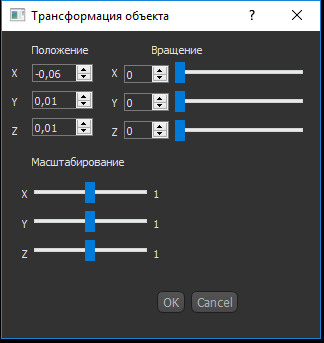 Трансформация объекта ? ×
Положение Вращение
X -0,06 X 0
Y 0,01 Y 0
Z 0,01 Z 0
Масштабирование
X 1
Y 1
Z 1
OK Cancel